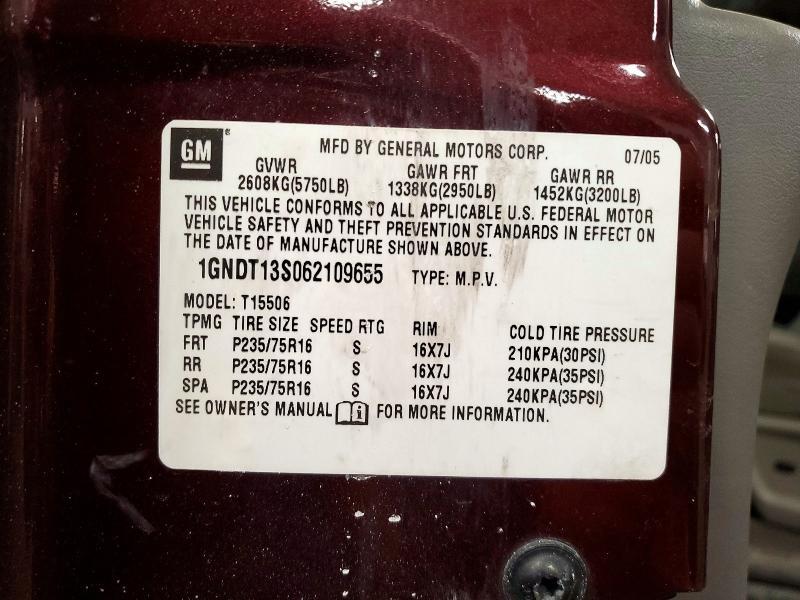 GM®
MFD BY GENERAL MOTORS CORP. 07/05
GVWR GAWR FRT GAWR RR
2608KG(5750LB) 1338KG(2950LB) 1452KG(3200LB)
THIS VEHICLE CONFORMS TO ALL APPLICABLE U.S. FEDERAL MOTOR
VEHICLE SAFETY AND THEFT PREVENTION STANDARDS IN EFFECT ON
THE DATE OF MANUFACTURE SHOWN ABOVE.
1GNDT13S062109655 TYPE: M.P.V.
MODEL: T15506
TPMG TIRE SIZE SPEED RTG RIM COLD TIRE PRESSURE
FRT P235/75R16 S 16X7J 210KPA(30PSI)
RR P235/75R16 S 16X7J 240KPA(35PSI)
SPA P235/75R16 S 16X7J 240KPA(35PSI)
SEE OWNER'S MANUAL i FOR MORE INFORMATION.